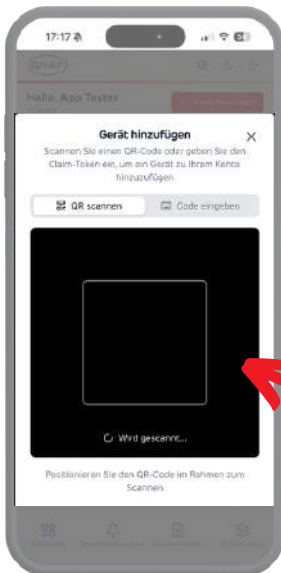 17:17
GRAF
Hallo, App Tester
Gerät hinzufügen
Scannen Sie einen QR-Code oder geben Sie den
Claim-Token ein, um ein Gerät zu Ihrem Konto
hinzuzufügen
QR scannen
Code eingeben
Wird gescannt...
Positionieren Sie den QR-Code im Rahmen zum
Scannen